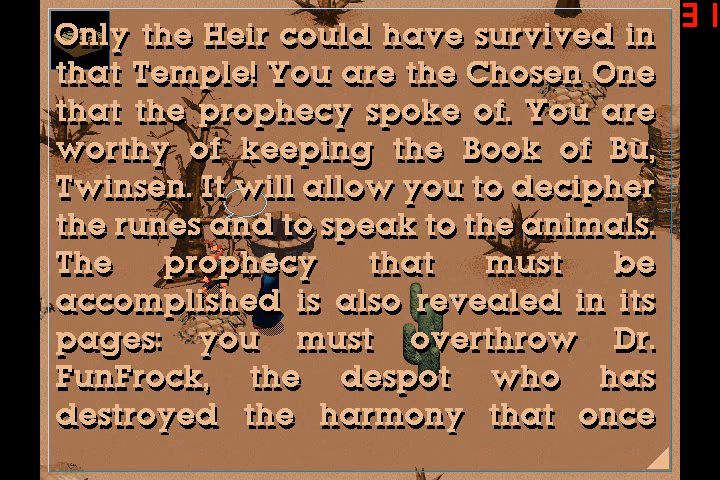 Only the Heir could have survived in
that Temple! You are the Chosen One
that the prophecy spoke of. You are
worthy of keeping the Book of Bù,
Twinsen. It will allow you to decipher
the runes and to speak to the animals.
The prophecy that must be
accomplished is also revealed in its
pages: you must overthrow Dr.
FunFrock, the despot who has
destroyed the harmony that once
31